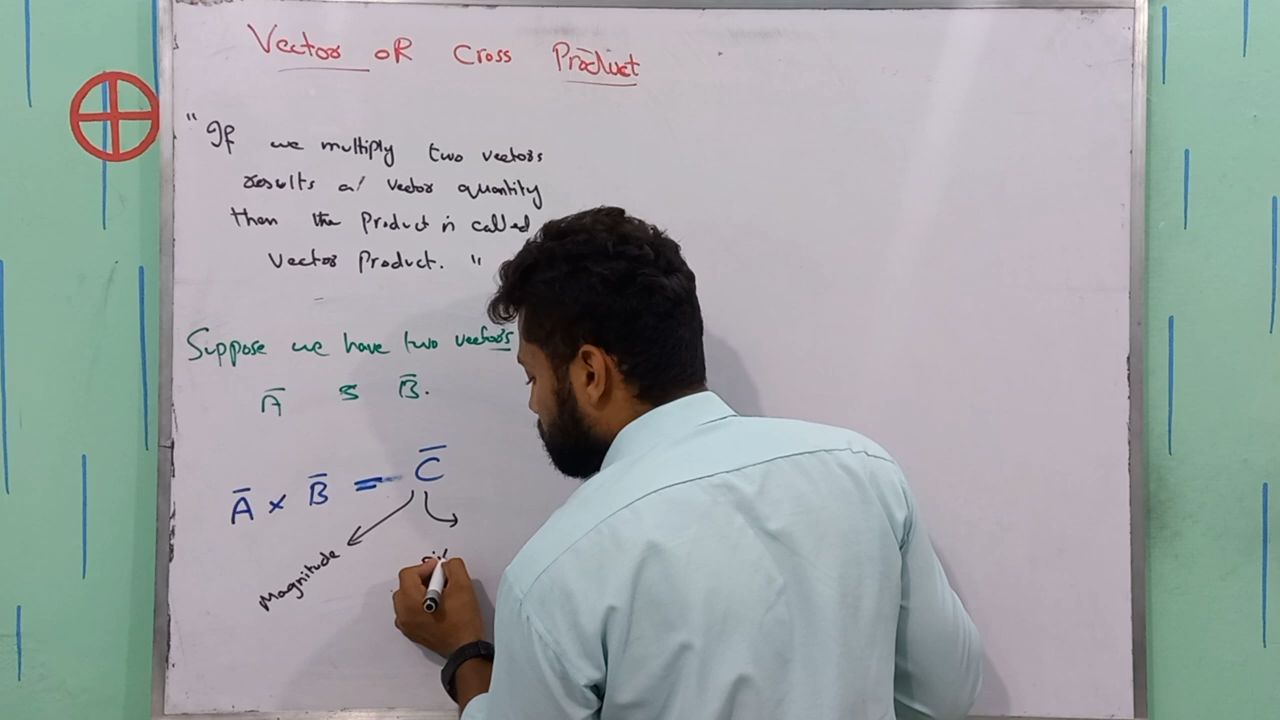 Vector OR Cross Product
"If we multiply two vectors
results a vector quantity
then the Product is called
Vector Product. "
Suppose we have two vectors
A̅ & B̅.
A̅ × B̅ = C̅
Magnitude